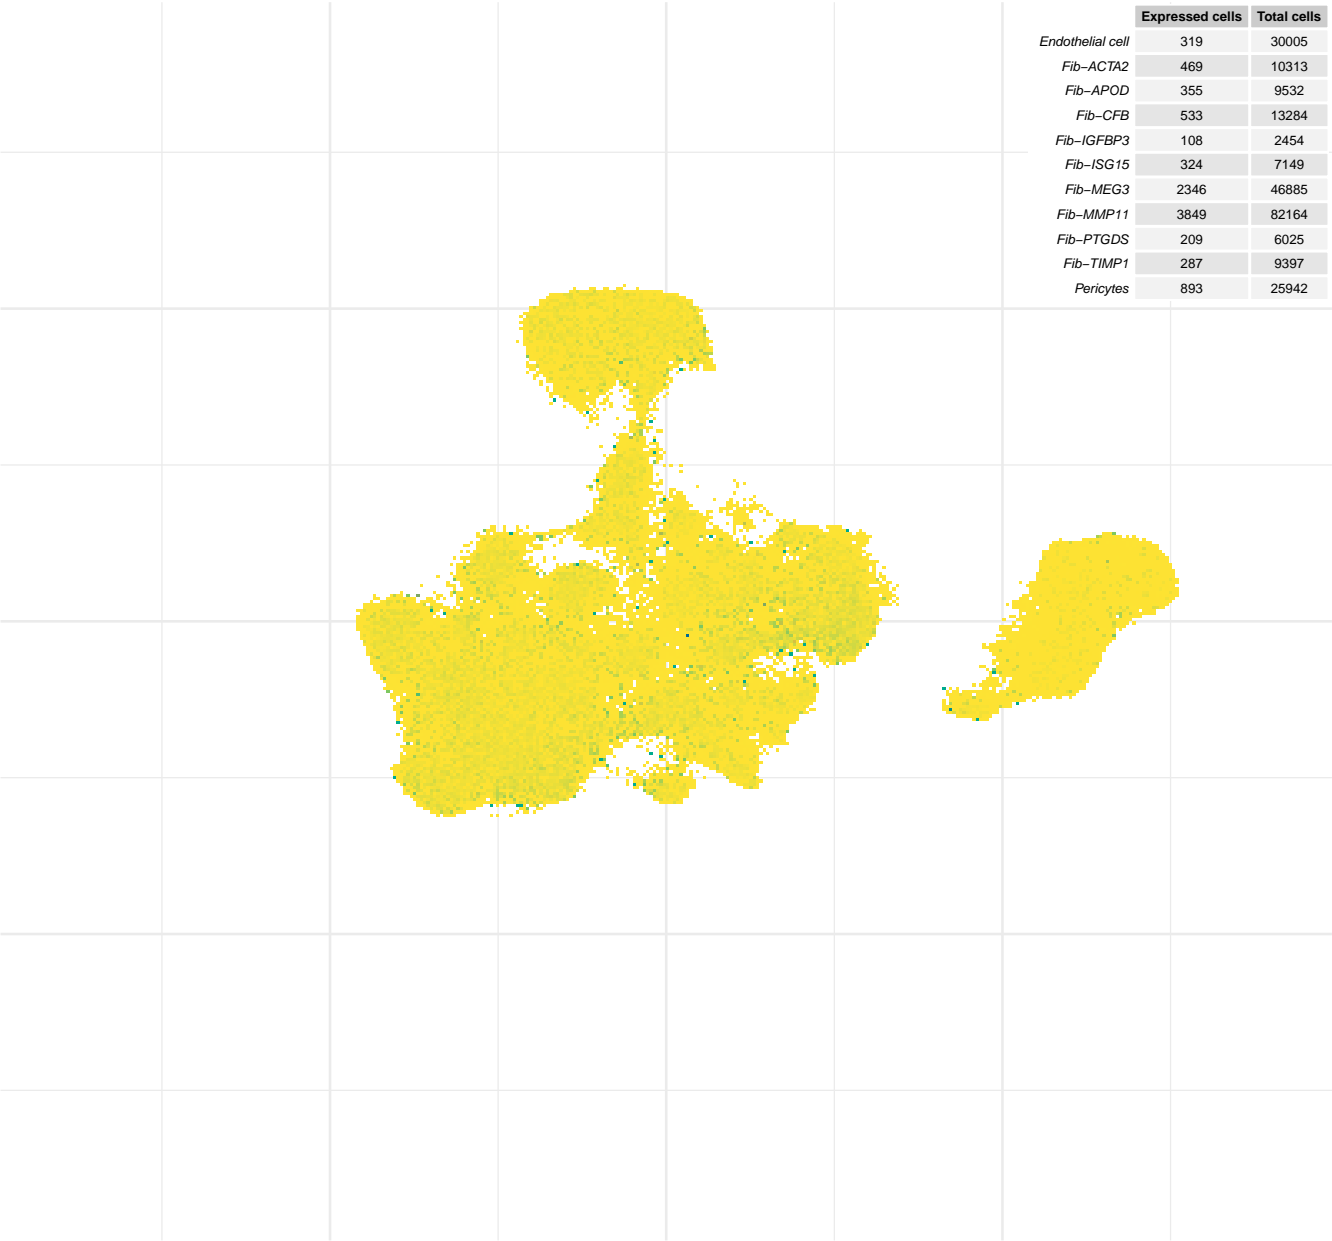 Expressed cells Total cells
Endothelial cell 319 30005
Fib−ACTA2 469 10313
Fib−APOD 355 9532
Fib−CFB 533 13284
Fib−IGFBP3 108 2454
Fib−ISG15 324 7149
Fib−MEG3 2346 46885
Fib−MMP11 3849 82164
Fib−PTGDS 209 6025
Fib−TIMP1 287 9397
Pericytes 893 25942